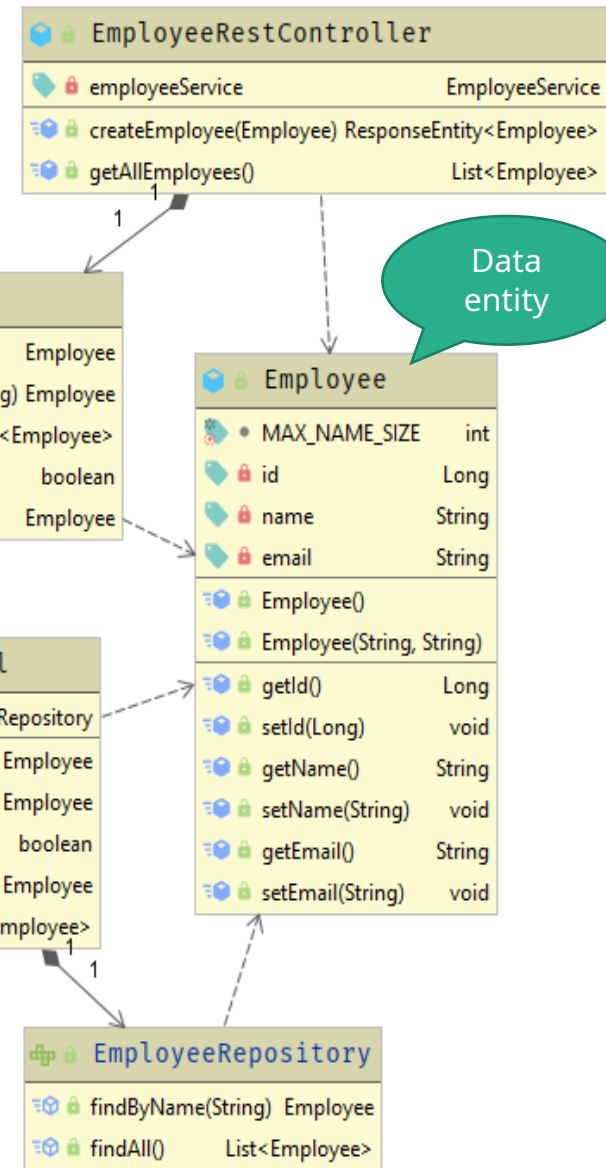 EmployeeRestController
employeeService EmployeeService
createEmployee(Employee) ResponseEntity<Employee>
getAllEmployees() List<Employee>
1
1
Data
entity
Employee
g) Employee
<Employee>
boolean
Employee
Employee
MAX_NAME_SIZE int
id Long
name String
email String
Employee()
Employee(String, String)
getId() Long
setId(Long) void
getName() String
setName(String) void
getEmail() String
setEmail(String) void
l
Repository
Employee
Employee
boolean
Employee
mployee>
1
1
EmployeeRepository
findByName(String) Employee
findAll() List<Employee>